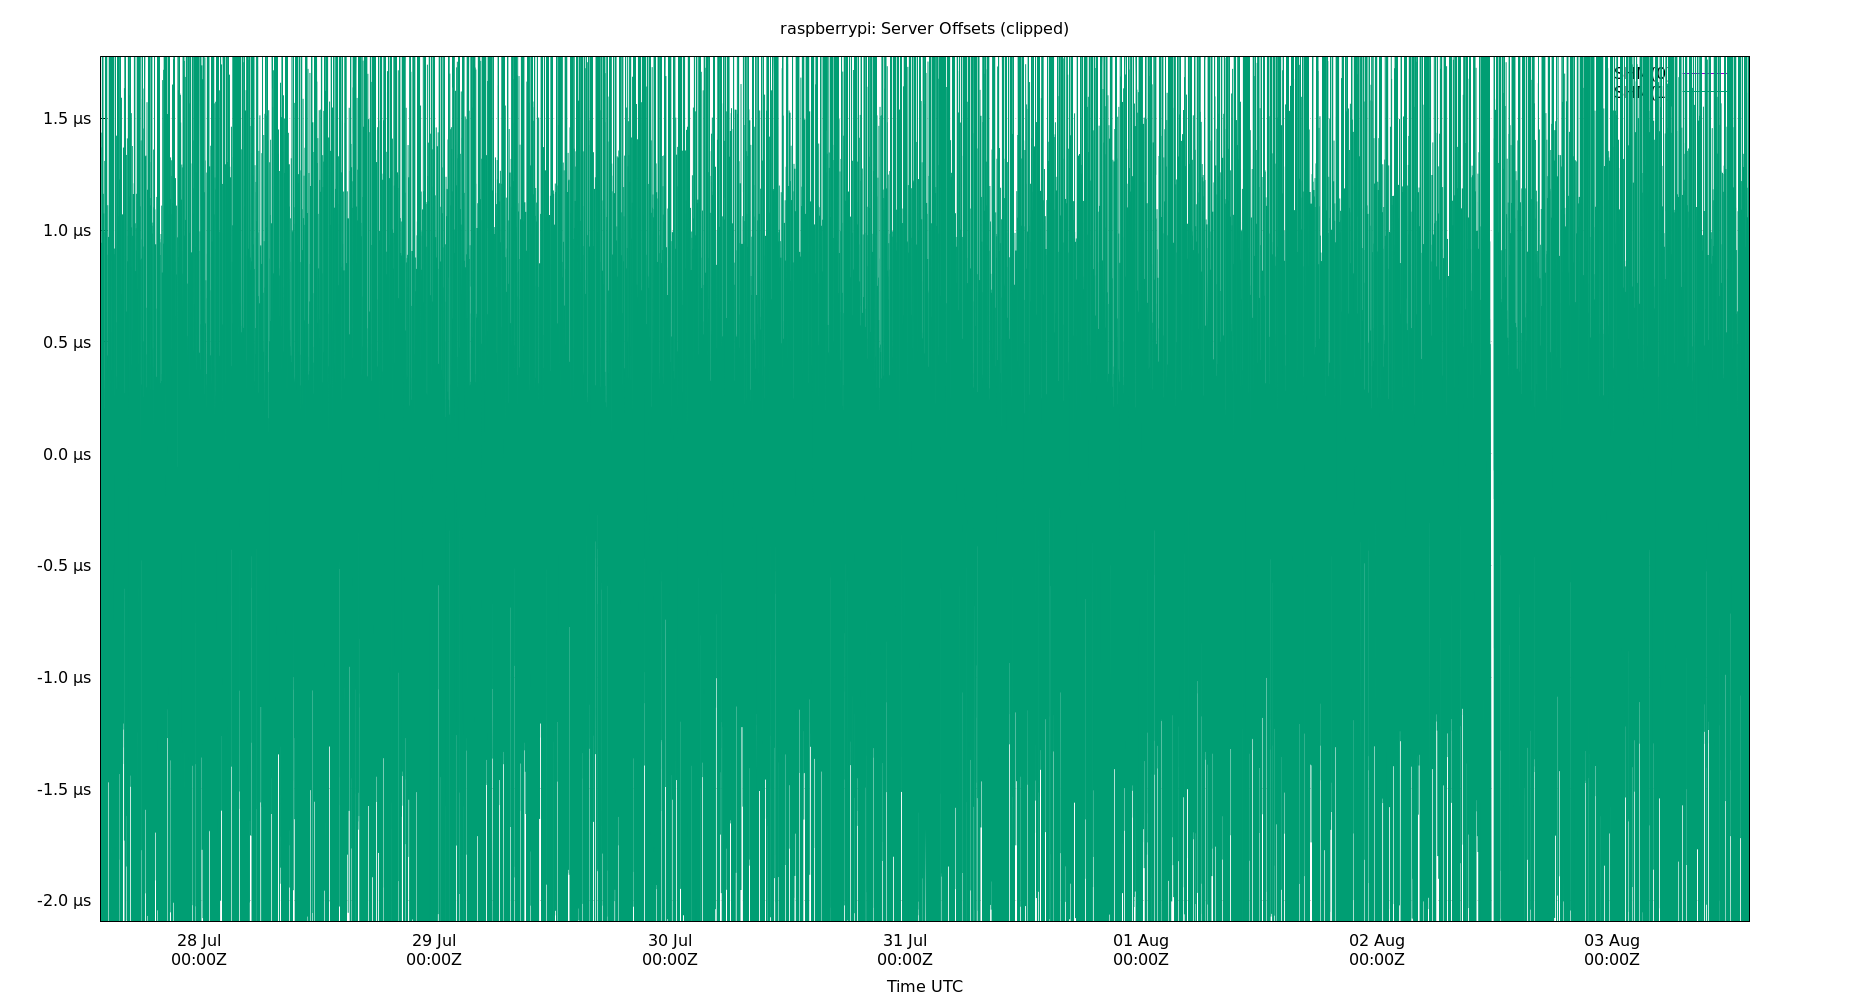 raspberrypi: Server Offsets (clipped)
1.5 µs
1.0 µs
0.5 µs
0.0 µs
-0.5 µs
-1.0 µs
-1.5 µs
-2.0 µs
28 Jul 29 Jul 30 Jul 31 Jul 01 Aug 02 Aug 03 Aug
00:00Z 00:00Z 00:00Z 00:00Z 00:00Z 00:00Z 00:00Z
Time UTC